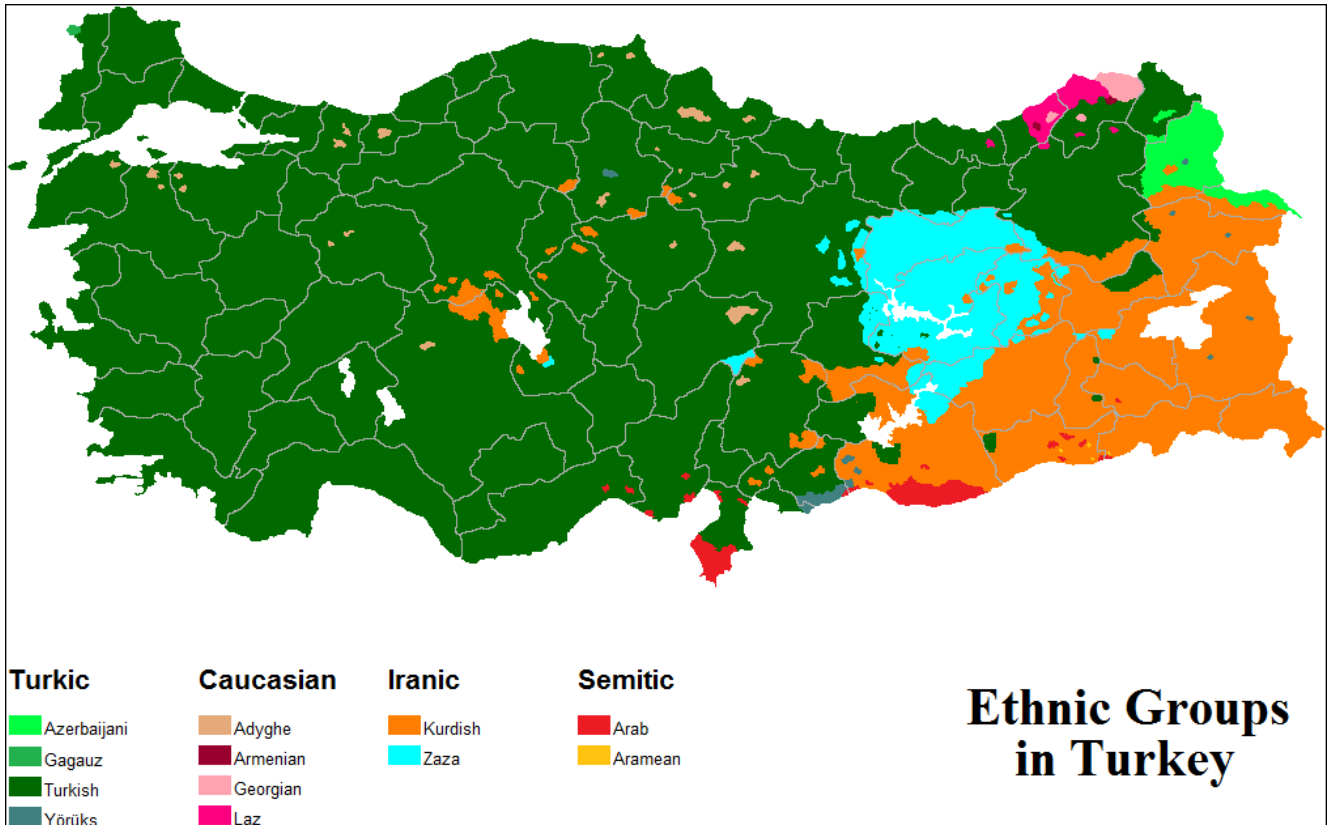 Turkic
Azerbaijani
Gagauz
Turkish
Yörüks
Caucasian
Adyghe
Armenian
Georgian
Laz
Iranic
Kurdish
Zaza
Semitic
Arab
Aramean
Ethnic Groups
in Turkey